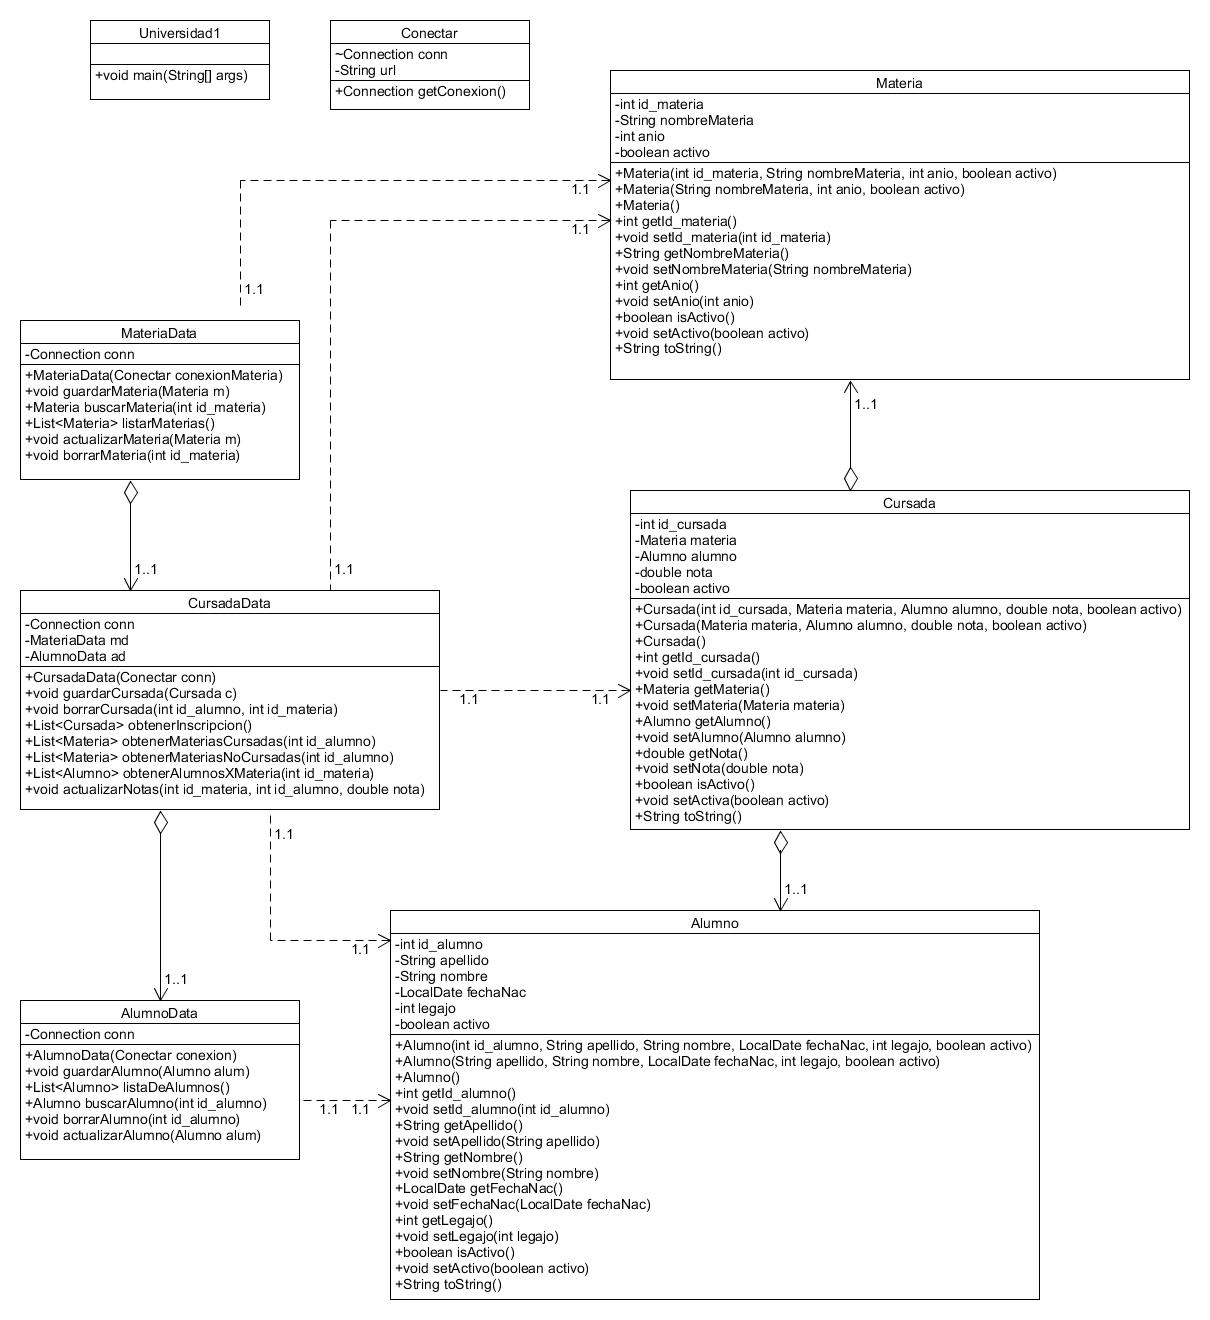 Universidad1
+void main(String[] args)
Conectar
~Connection conn
-String url
+Connection getConexion()
Materia
-int id_materia
-String nombreMateria
-int anio
-boolean activo
+Materia(int id_materia, String nombreMateria, int anio, boolean activo)
+Materia(String nombreMateria, int anio, boolean activo)
+Materia()
+int getId_materia()
+void setId_materia(int id_materia)
+String getNombreMateria()
+void setNombreMateria(String nombreMateria)
+int getAnio()
+void setAnio(int anio)
+boolean isActivo()
+void setActivo(boolean activo)
+String toString()
1.1
1.1
1.1
MateriaData
-Connection conn
+MateriaData(Conectar conexionMateria)
+void guardarMateria(Materia m)
+Materia buscarMateria(int id_materia)
+List<Materia> listarMaterias()
+void actualizarMateria(Materia m)
+void borrarMateria(int id_materia)
1..1
1..1
1.1
CursadaData
-Connection conn
-MateriaData md
-AlumnoData ad
+CursadaData(Conectar conn)
+void guardarCursada(Cursada c)
+void borrarCursada(int id_alumno, int id_materia)
+List<Cursada> obtenerInscripcion()
+List<Materia> obtenerMateriasCursadas(int id_alumno)
+List<Materia> obtenerMateriasNoCursadas(int id_alumno)
+List<Alumno> obtenerAlumnosXMateria(int id_materia)
+void actualizarNotas(int id_materia, int id_alumno, double nota)
1.1
1.1
Cursada
-int id_cursada
-Materia materia
-Alumno alumno
-double nota
-boolean activo
+Cursada(int id_cursada, Materia materia, Alumno alumno, double nota, boolean activo)
+Cursada(Materia materia, Alumno alumno, double nota, boolean activo)
+Cursada()
+int getId_cursada()
+void setId_cursada(int id_cursada)
+Materia getMateria()
+void setMateria(Materia materia)
+Alumno getAlumno()
+void setAlumno(Alumno alumno)
+double getNota()
+void setNota(double nota)
+boolean isActivo()
+void setActiva(boolean activo)
+String toString()
1.1
1..1
1.1
1..1
AlumnoData
-Connection conn
+AlumnoData(Conectar conexion)
+void guardarAlumno(Alumno alum)
+List<Alumno> listaDeAlumnos()
+Alumno buscarAlumno(int id_alumno)
+void borrarAlumno(int id_alumno)
+void actualizarAlumno(Alumno alum)
1.1
1.1
Alumno
-int id_alumno
-String apellido
-String nombre
-LocalDate fechaNac
-int legajo
-boolean activo
+Alumno(int id_alumno, String apellido, String nombre, LocalDate fechaNac, int legajo, boolean activo)
+Alumno(String apellido, String nombre, LocalDate fechaNac, int legajo, boolean activo)
+Alumno()
+int getId_alumno()
+void setId_alumno(int id_alumno)
+String getApellido()
+void setApellido(String apellido)
+String getNombre()
+void setNombre(String nombre)
+LocalDate getFechaNac()
+void setFechaNac(LocalDate fechaNac)
+int getLegajo()
+void setLegajo(int legajo)
+boolean isActivo()
+void setActivo(boolean activo)
+String toString()